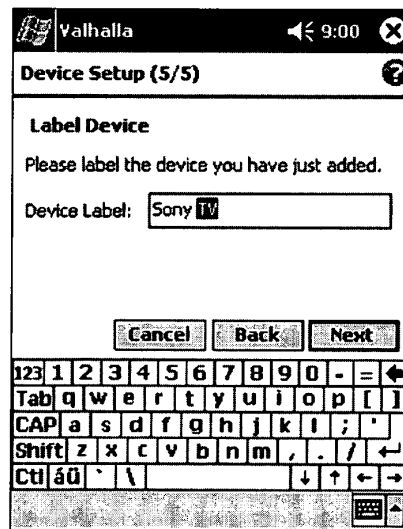 Valhalla 9:00
Device Setup (5/5) ?
Label Device
Please label the device you have just added.
Device Label: Sony TV
Cancel Back Next
123 1 2 3 4 5 6 7 8 9 0 - = ←
Tab q w e r t y u i o p [ ]
CAP a s d f g h j k l ; '
Shift z x c v b n m , . / ↵
Ctl áü ` \ ↓ ↑ ← →